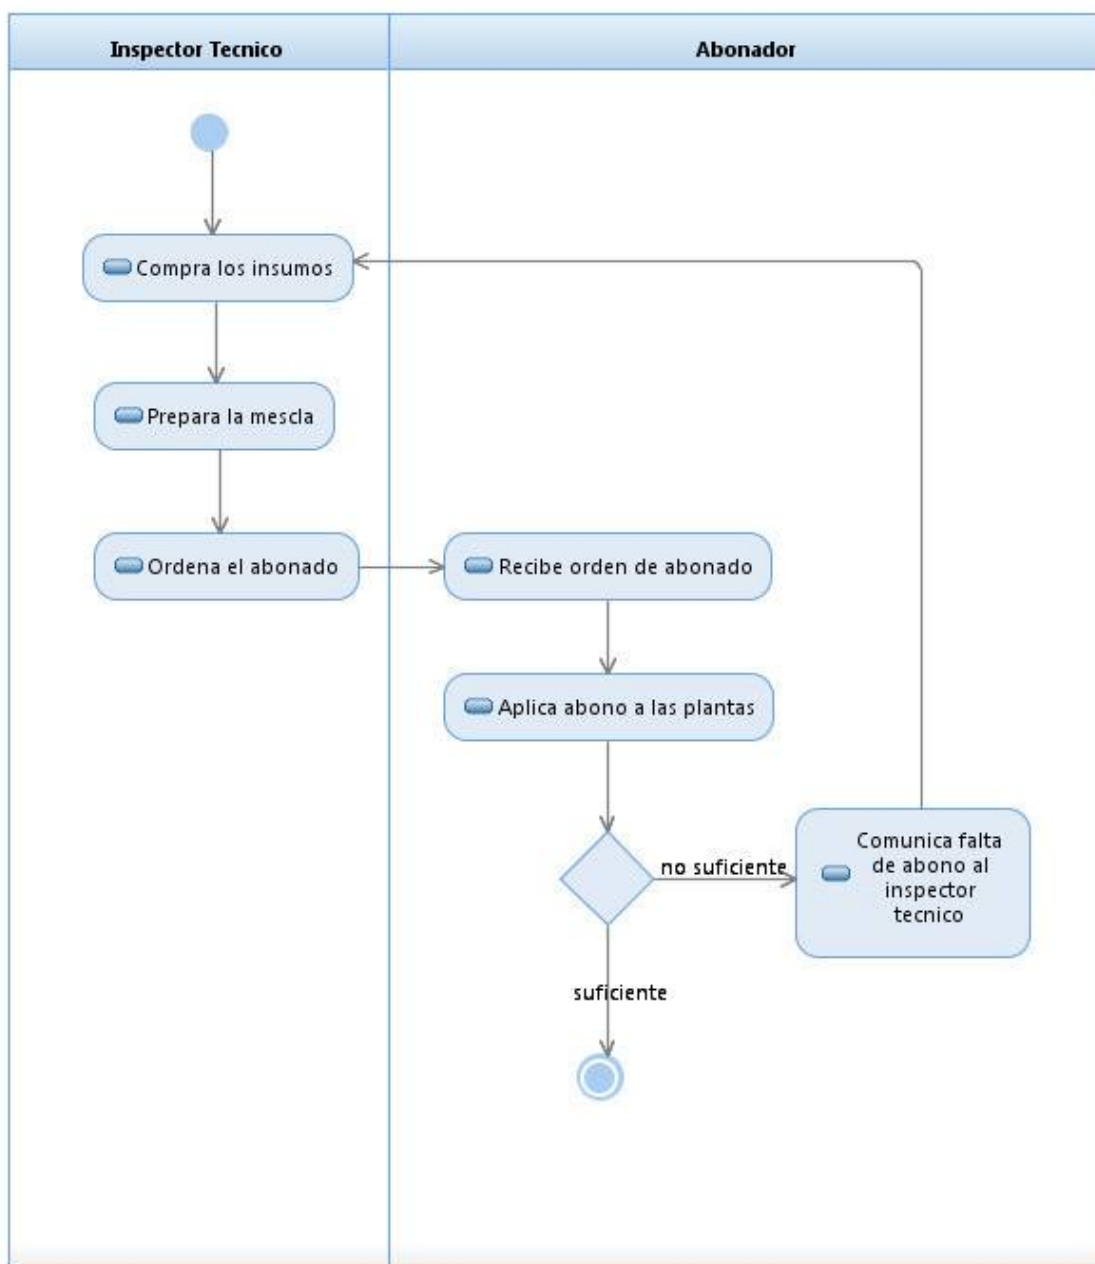 Inspector Tecnico
Abonador
Compra los insumos
Prepara la mescla
Ordena el abonado
Recibe orden de abonado
Aplica abono a las plantas
no suficiente
Comunica falta
de abono al
inspector
tecnico
suficiente